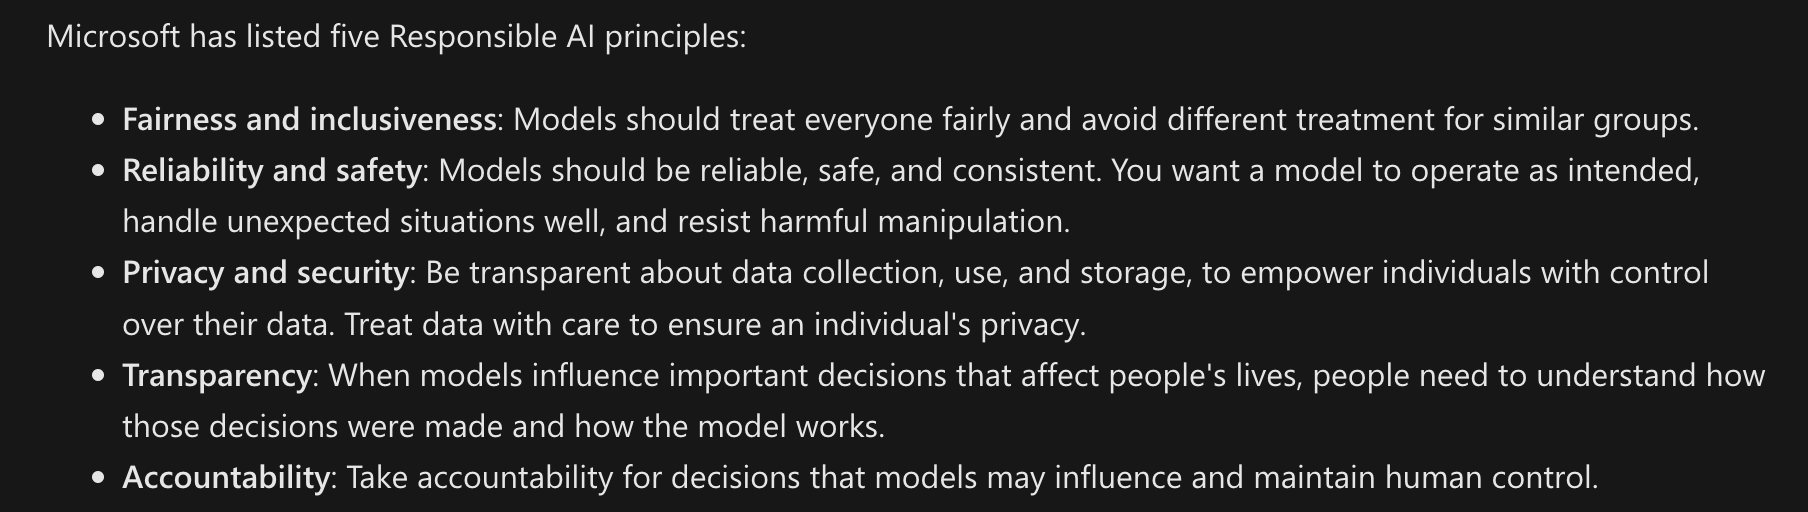 Microsoft has listed five Responsible AI principles:
• Fairness and inclusiveness: Models should treat everyone fairly and avoid different treatment for similar groups.
• Reliability and safety: Models should be reliable, safe, and consistent. You want a model to operate as intended,
handle unexpected situations well, and resist harmful manipulation.
• Privacy and security: Be transparent about data collection, use, and storage, to empower individuals with control
over their data. Treat data with care to ensure an individual's privacy.
• Transparency: When models influence important decisions that affect people's lives, people need to understand how
those decisions were made and how the model works.
• Accountability: Take accountability for decisions that models may influence and maintain human control.